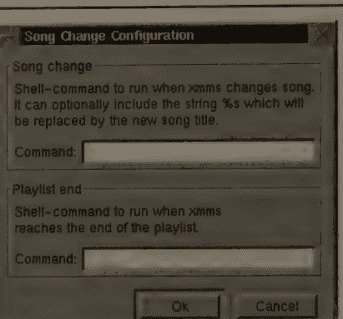 Song Change Configuration
Song change
Shell-command to run when xmms changes song.
It can optionally include the string %s which will
be replaced by the new song title.
Command:
Playlist end
Shell-command to run when xmms
reaches the end of the playlist.
Command:
Ok Cancel